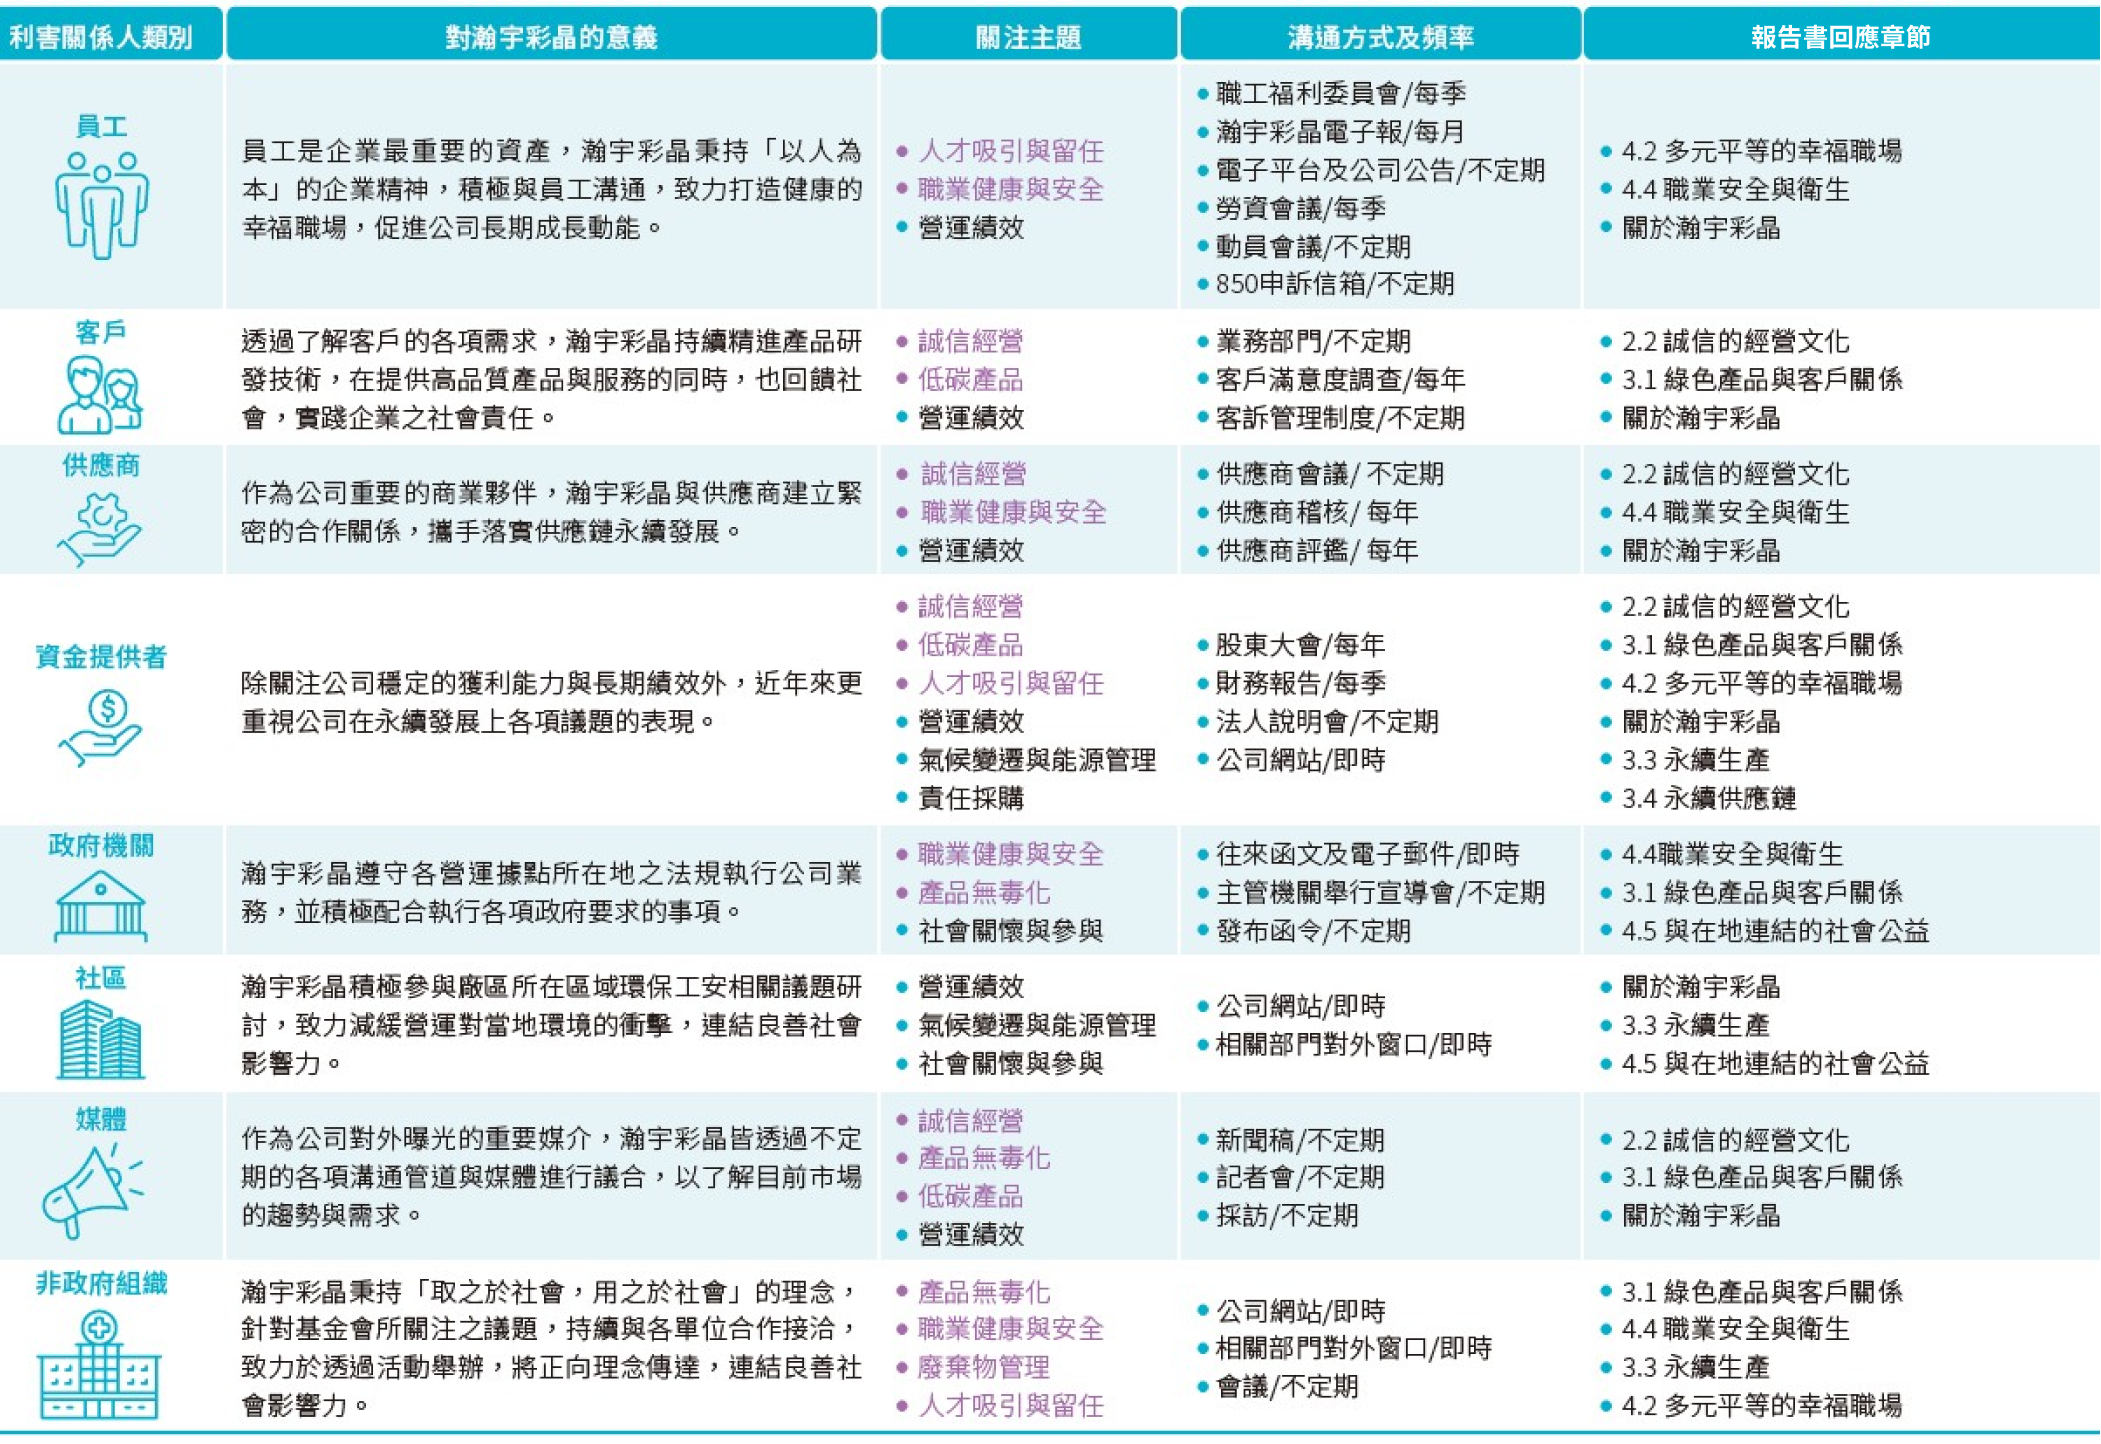 利害關係人類別
對瀚宇彩晶的意義
關注主題
溝通方式及頻率
報告書回應章節
員工
員工是企業最重要的資產，瀚宇彩晶秉持「以人為
本」的企業精神，積極與員工溝通，致力打造健康的
幸福職場，促進公司長期成長動能。
• 人才吸引與留任
• 職業健康與安全
• 營運績效
• 職工福利委員會/每季
• 瀚宇彩晶電子報/每月
• 電子平台及公司公告/不定期
• 勞資會議/每季
• 動員會議/不定期
• 850申訴信箱/不定期
• 4.2 多元平等的幸福職場
• 4.4 職業安全與衛生
• 關於瀚宇彩晶
客戶
透過了解客戶的各項需求，瀚宇彩晶持續精進產品研
發技術，在提供高品質產品與服務的同時，也回饋社
會，實踐企業之社會責任。
• 誠信經營
• 低碳產品
• 營運績效
• 業務部門/不定期
• 客戶滿意度調查/每年
• 客訴管理制度/不定期
• 2.2 誠信的經營文化
• 3.1 綠色產品與客戶關係
• 關於瀚宇彩晶
供應商
作為公司重要的商業夥伴，瀚宇彩晶與供應商建立緊
密的合作關係，攜手落實供應鏈永續發展。
• 誠信經營
• 職業健康與安全
• 營運績效
• 供應商會議/ 不定期
• 供應商稽核/ 每年
• 供應商評鑑/ 每年
• 2.2 誠信的經營文化
• 4.4 職業安全與衛生
• 關於瀚宇彩晶
資金提供者
除關注公司穩定的獲利能力與長期績效外，近年來更
重視公司在永續發展上各項議題的表現。
• 誠信經營
• 低碳產品
• 人才吸引與留任
• 營運績效
• 氣候變遷與能源管理
• 責任採購
• 股東大會/每年
• 財務報告/每季
• 法人說明會/不定期
• 公司網站/即時
• 2.2 誠信的經營文化
• 3.1 綠色產品與客戶關係
• 4.2 多元平等的幸福職場
• 關於瀚宇彩晶
• 3.3 永續生產
• 3.4 永續供應鏈
政府機關
瀚宇彩晶遵守各營運據點所在地之法規執行公司業
務，並積極配合執行各項政府要求的事項。
• 職業健康與安全
• 產品無毒化
• 社會關懷與參與
• 往來函文及電子郵件/即時
• 主管機關舉行宣導會/不定期
• 發布函令/不定期
• 4.4職業安全與衛生
• 3.1 綠色產品與客戶關係
• 4.5 與在地連結的社會公益
社區
瀚宇彩晶積極參與廠區所在區域環保工安相關議題研
討，致力減緩營運對當地環境的衝擊，連結良善社會
影響力。
• 營運績效
• 氣候變遷與能源管理
• 社會關懷與參與
• 公司網站/即時
• 相關部門對外窗口/即時
• 關於瀚宇彩晶
• 3.3 永續生產
• 4.5 與在地連結的社會公益
媒體
作為公司對外曝光的重要媒介，瀚宇彩晶皆透過不定
期的各項溝通管道與媒體進行議合，以了解目前市場
的趨勢與需求。
• 誠信經營
• 產品無毒化
• 低碳產品
• 營運績效
• 新聞稿/不定期
• 記者會/不定期
• 採訪/不定期
• 2.2 誠信的經營文化
• 3.1 綠色產品與客戶關係
• 關於瀚宇彩晶
非政府組織
瀚宇彩晶秉持「取之於社會，用之於社會」的理念，
針對基金會所關注之議題，持續與各單位合作接洽，
致力於透過活動舉辦，將正向理念傳達，連結良善社
會影響力。
• 產品無毒化
• 職業健康與安全
• 廢棄物管理
• 人才吸引與留任
• 公司網站/即時
• 相關部門對外窗口/即時
• 會議/不定期
• 3.1 綠色產品與客戶關係
• 4.4 職業安全與衛生
• 3.3 永續生產
• 4.2 多元平等的幸福職場